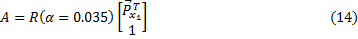 A = R(α = 0.035) [P⃗ᵀₓ₁ 1] (14)